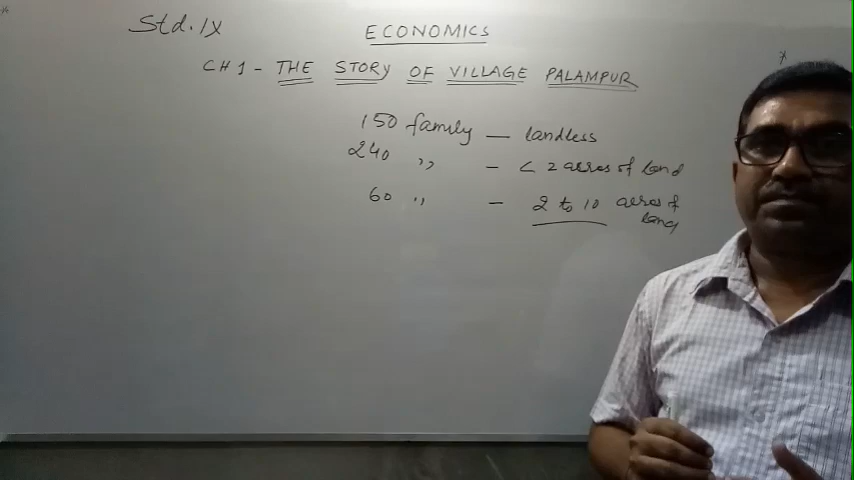 Std. IX
ECONOMICS
CH 1 - THE STORY OF VILLAGE PALAMPUR
150 family — landless
240 ,, - < 2 acres of land
60 ,, - 2 to 10 acres of land